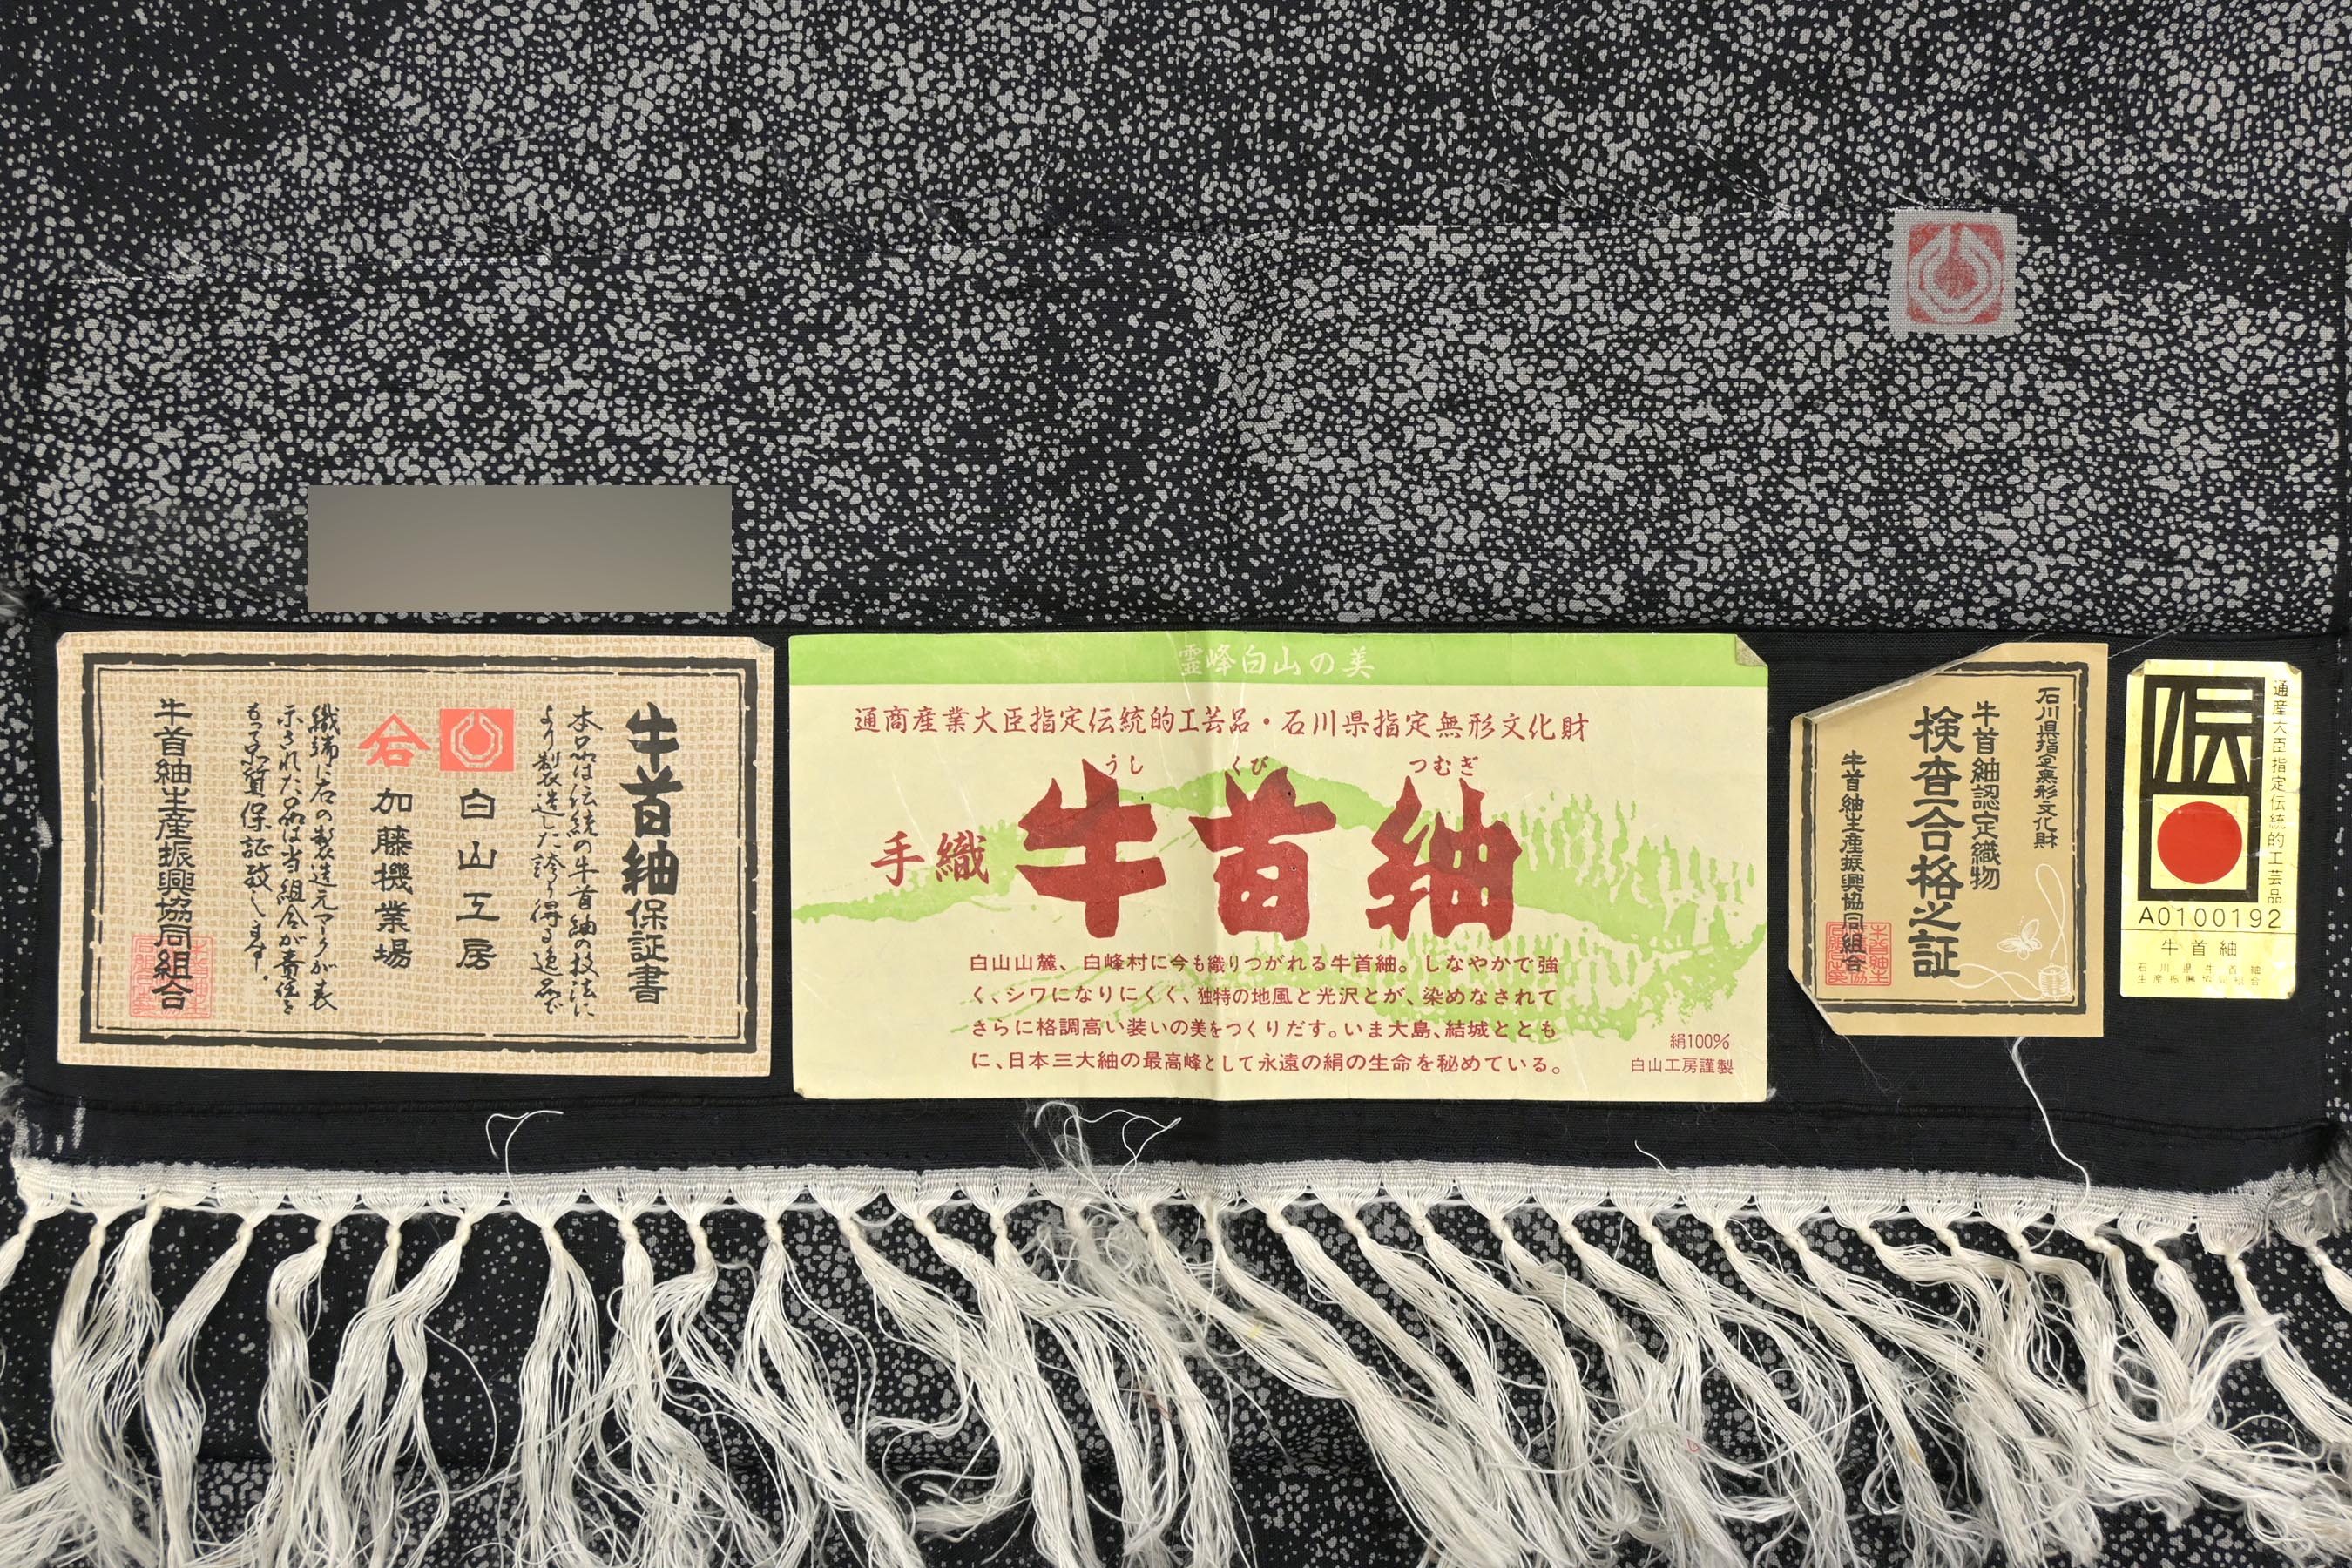 牛首紬保証書
本品は伝統の牛首紬の技法に
より製造した誇り得る逸品で
白山工房
加藤機業場
織端に右の製造元マークが表
示された品は当組合が責任を
もって品質保証致します。
牛首紬生産振興協同組合
霊峰白山の美
通商産業大臣指定伝統的工芸品・石川県指定無形文化財
うし くび つむぎ
手織 牛首紬
白山山麓、白峰村に今も織りつがれる牛首紬。しなやかで強
く、シワになりにくく、独特の地風と光沢とが、染めなされて
さらに格調高い装いの美をつくりだす。いま大島、結城ととも
に、日本三大紬の最高峰として永遠の絹の生命を秘めている。
絹100%
白山工房謹製
石川県指定無形文化財
牛首紬認定織物
検査合格之証
牛首紬生産振興協同組合
通産大臣指定伝統的工芸品
伝
A0100192
牛首紬
石川県牛首紬
生産振興協同組合